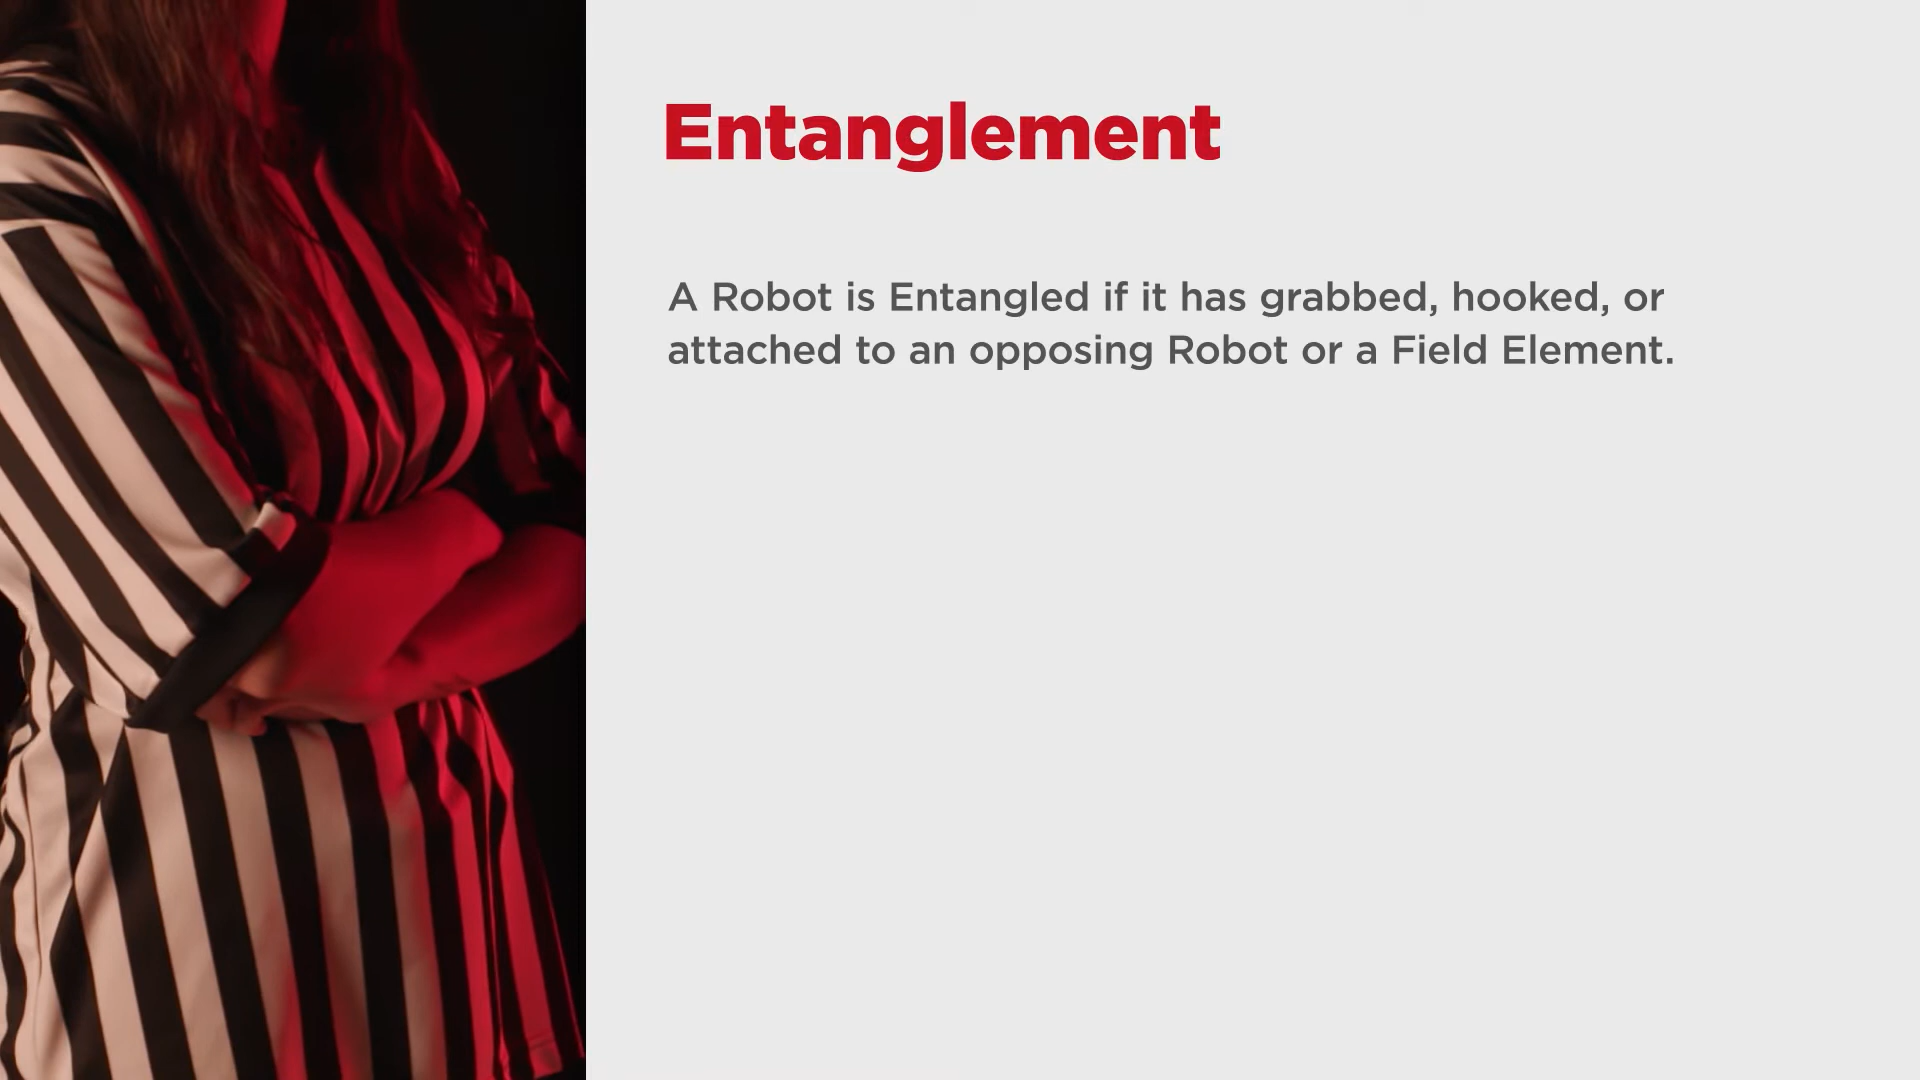 Entanglement
A Robot is Entangled if it has grabbed, hooked, or
attached to an opposing Robot or a Field Element.